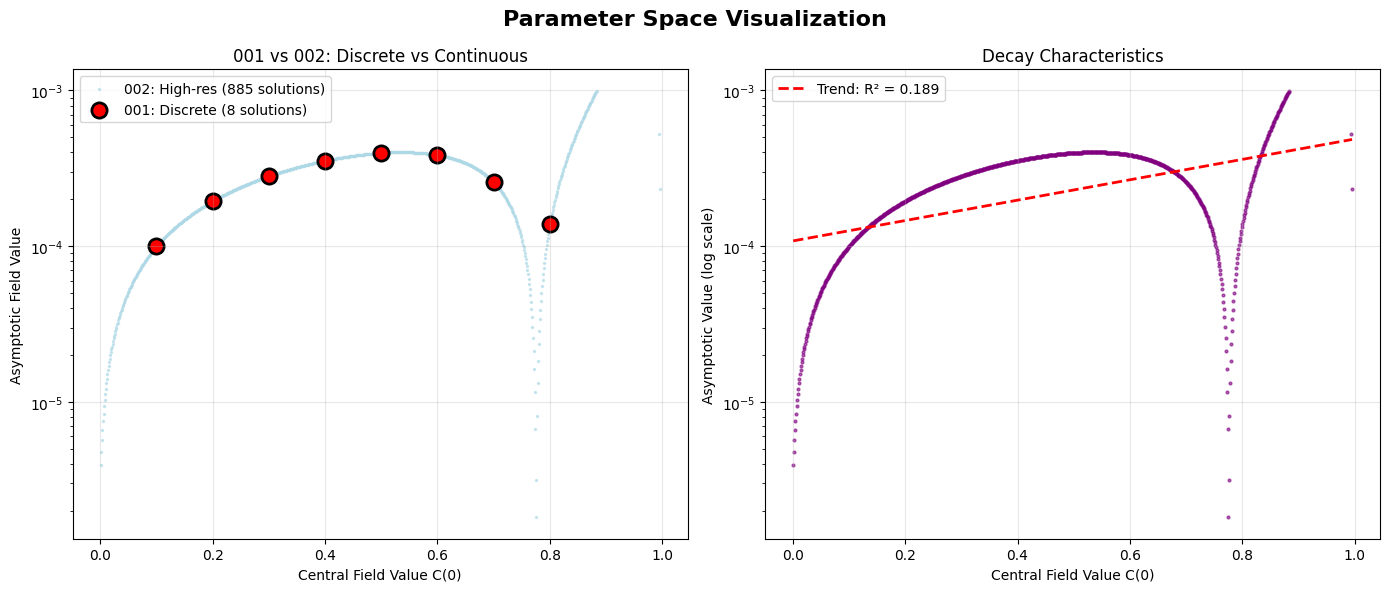 Parameter Space Visualization
001 vs 002: Discrete vs Continuous
002: High-res (885 solutions)
001: Discrete (8 solutions)
Asymptotic Field Value
10⁻³
10⁻⁴
10⁻⁵
0.0 0.2 0.4 0.6 0.8 1.0
Central Field Value C(0)
Decay Characteristics
Trend: R² = 0.189
Asymptotic Value (log scale)
10⁻³
10⁻⁴
10⁻⁵
0.0 0.2 0.4 0.6 0.8 1.0
Central Field Value C(0)